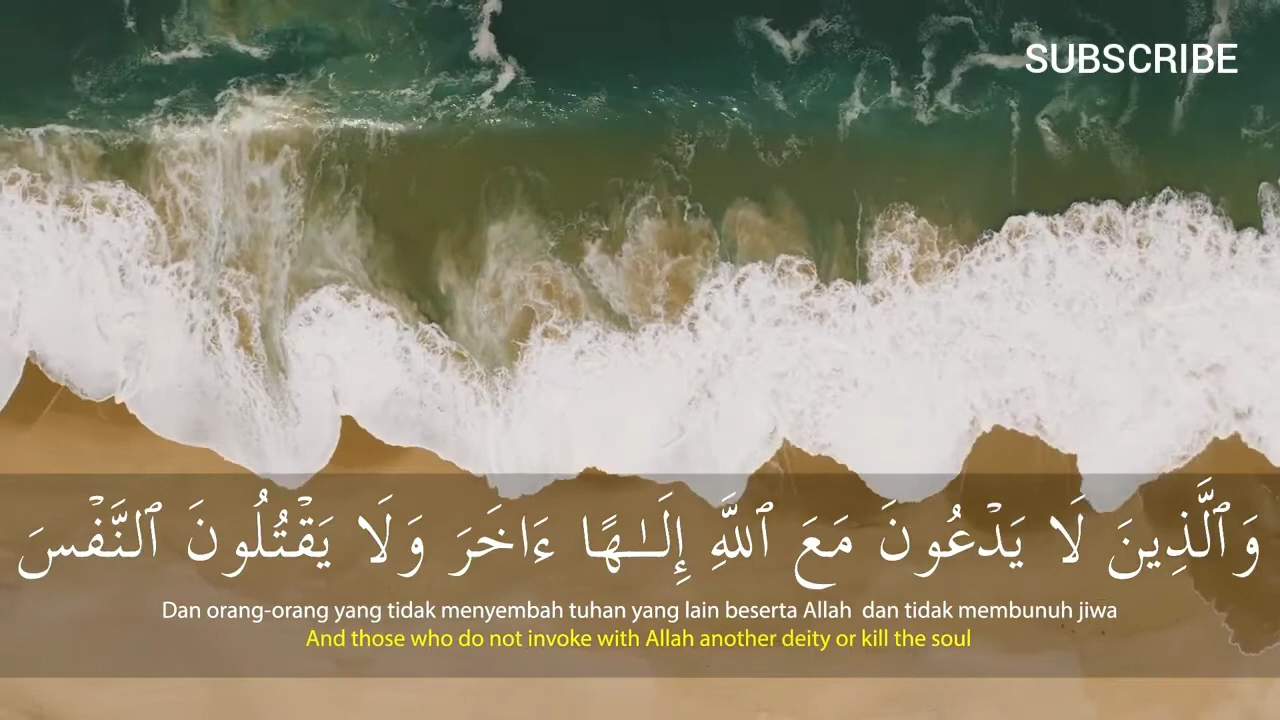 SUBSCRIBE
وَٱلَّذِينَ لَا يَدْعُونَ مَعَ ٱللَّهِ إِلَـٰهًا ءَاخَرَ وَلَا يَقْتُلُونَ ٱلنَّفْسَ
Dan orang-orang yang tidak menyembah tuhan yang lain beserta Allah dan tidak membunuh jiwa
And those who do not invoke with Allah another deity or kill the soul